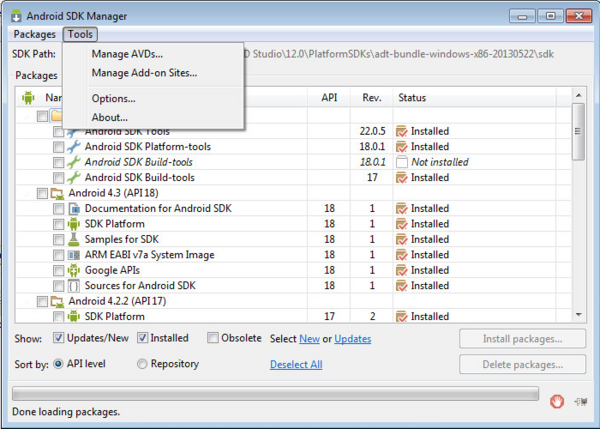 Android SDK Manager
Packages Tools
SDK Path: D Studio\12.0\PlatformSDKs\adt-bundle-windows-x86-20130522\sdk
Manage AVDs...
Manage Add-on Sites...
Options...
About...
Packages
API Rev. Status
Android SDK Tools 22.0.5 Installed
Android SDK Platform-tools 18.0.1 Installed
Android SDK Build-tools 18.0.1 Not installed
Android SDK Build-tools 17 Installed
Android 4.3 (API 18)
Documentation for Android SDK 18 1 Installed
SDK Platform 18 1 Installed
Samples for SDK 18 1 Installed
ARM EABI v7a System Image 18 1 Installed
Google APIs 18 1 Installed
Sources for Android SDK 18 1 Installed
Android 4.2.2 (API 17)
SDK Platform 17 2 Installed
Show: Updates/New Installed Obsolete Select New or Updates Install packages...
Sort by: API level Repository Deselect All Delete packages...
Done loading packages.